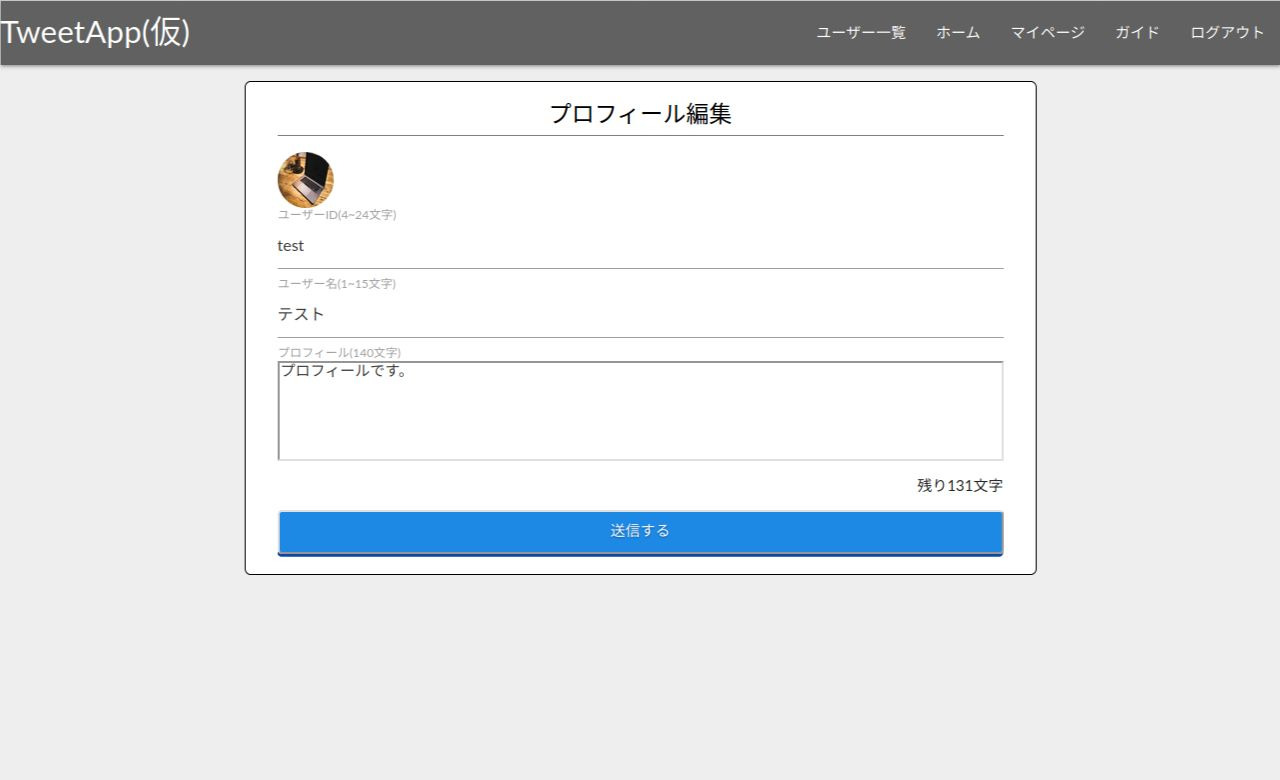 TweetApp(仮)
ユーザー一覧 ホーム マイページ ガイド ログアウト
プロフィール編集
ユーザーID(4~24文字)
test
ユーザー名(1~15文字)
テスト
プロフィール(140文字)
プロフィールです。
残り131文字
送信する